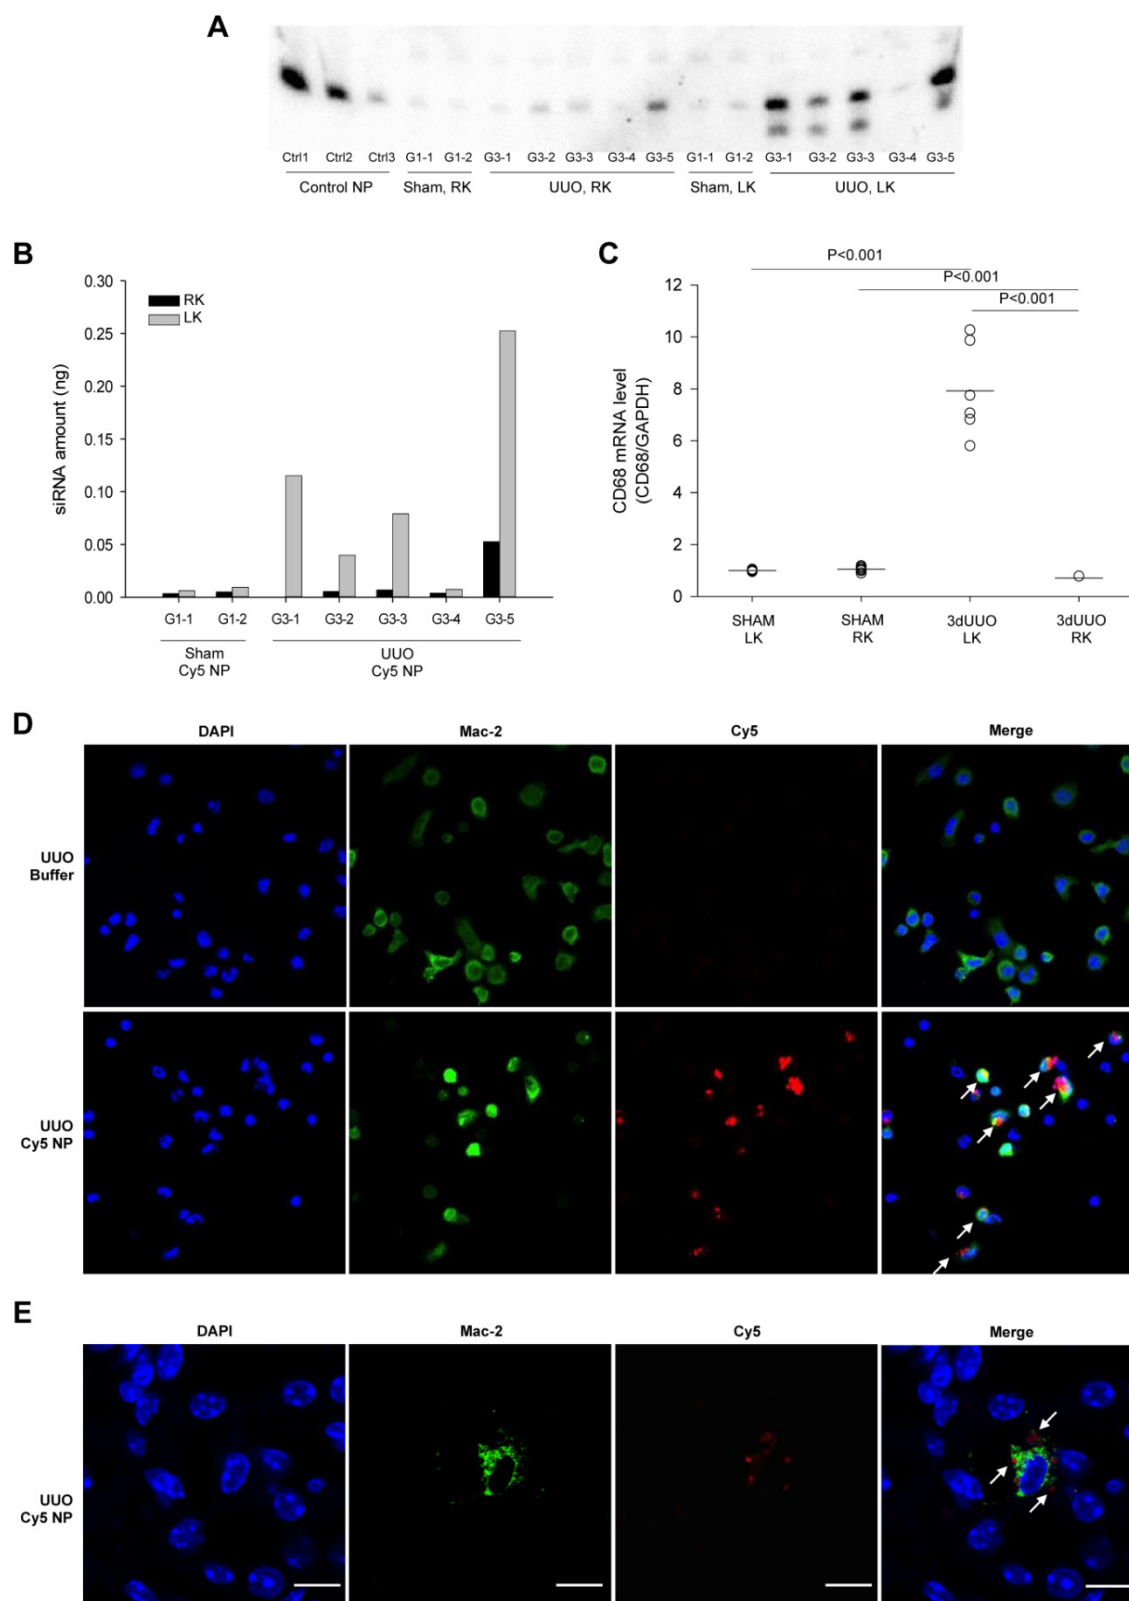 A
Ctrl1 Ctrl2 Ctrl3 G1-1 G1-2 G3-1 G3-2 G3-3 G3-4 G3-5 G1-1 G1-2 G3-1 G3-2 G3-3 G3-4 G3-5
Control NP Sham, RK UUO, RK Sham, LK UUO, LK
B
0.30
0.25
0.20
0.15
0.10
0.05
0.00
siRNA amount (ng)
RK
LK
G1-1 G1-2 G3-1 G3-2 G3-3 G3-4 G3-5
Sham UUO
Cy5 NP Cy5 NP
C
P<0.001
P<0.001
P<0.001
12
10
8
6
4
2
0
CD68 mRNA level
(CD68/GAPDH)
SHAM SHAM 3dUUO 3dUUO
LK RK LK RK
D
DAPI Mac-2 Cy5 Merge
UUO
Buffer
UUO
Cy5 NP
E
DAPI Mac-2 Cy5 Merge
UUO
Cy5 NP